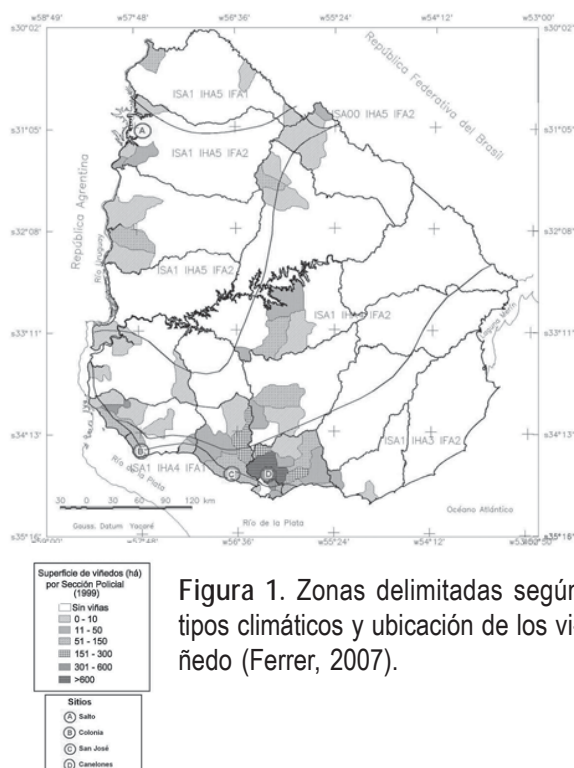 w58°49' w57°48' w56°36' w55°24' w54°12' w53°00'
s30°02' s30°02'
República Federativa del Brasil
ISA1 IHA5 IFA1
ISA00 IHA5 IFA2
s31°05' A s31°05'
ISA1 IHA5 IFA2
República Agrentina
s32°08' s32°08'
Río Uruguay
ISA1 IHA5 IFA2
Laguna Merín
s33°11' ISA1 IHA4 IFA2 s33°11'
s34°13' s34°13'
ISA1 IHA3 IFA2
B
Río de la Plata
ISA1 IHA4 IFA1
C D
30 0 30 60 90 120 km
Océano Atlántico
Gauss. Datum Yacaré
Río de la Plata
s35°16' s35°16'
w57°48' w56°36' w55°24' w54°12'
Superficie de viñedos (há)
por Sección Policial
(1999)
Sin viñas
0 - 10
11 - 50
51 - 150
151 - 300
301 - 600
>600
Sitios
A Salto
B Colonia
C San José
D Canelones
Figura 1. Zonas delimitadas según
tipos climáticos y ubicación de los vi-
ñedo (Ferrer, 2007).